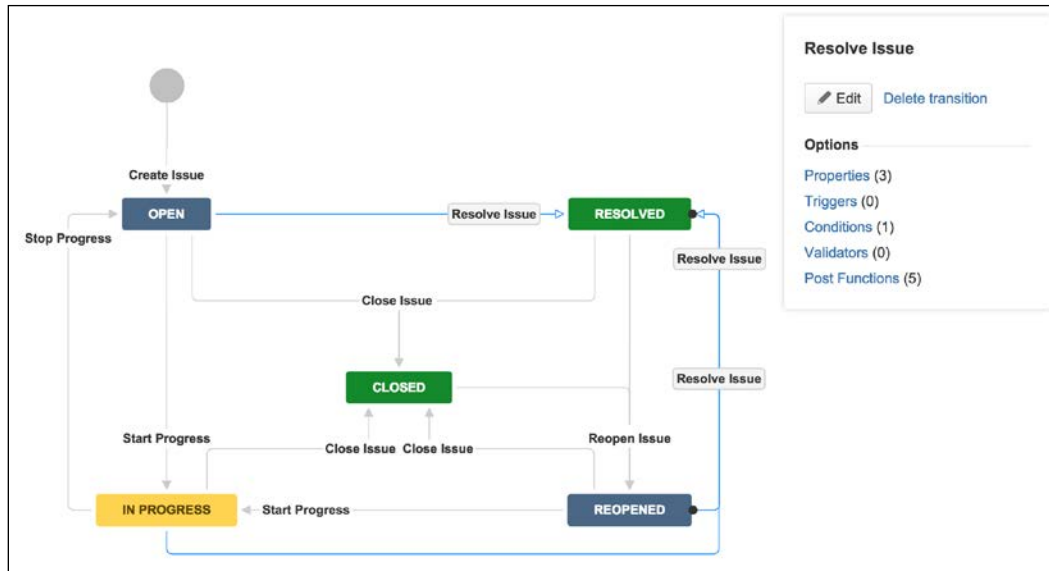 Resolve Issue
Edit Delete transition
Options
Properties (3)
Triggers (0)
Conditions (1)
Validators (0)
Post Functions (5)
Create Issue
OPEN
Resolve Issue
RESOLVED
Stop Progress
Resolve Issue
Close Issue
CLOSED
Resolve Issue
Start Progress
Close Issue Close Issue
Reopen Issue
IN PROGRESS
Start Progress
REOPENED